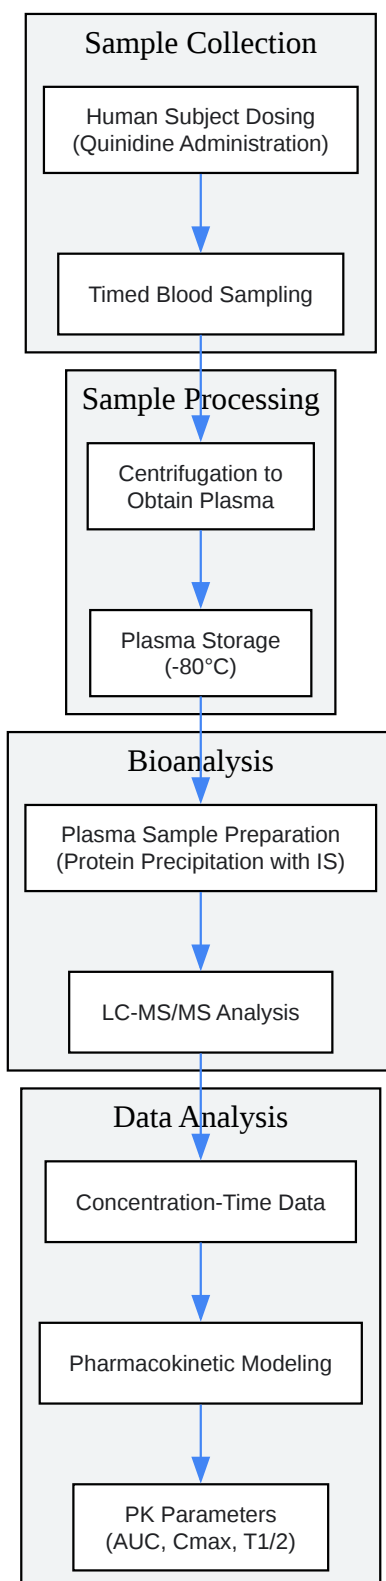 Sample Collection
Human Subject Dosing
(Quinidine Administration)
Timed Blood Sampling
Sample Processing
Centrifugation to
Obtain Plasma
Plasma Storage
(-80°C)
Bioanalysis
Plasma Sample Preparation
(Protein Precipitation with IS)
LC-MS/MS Analysis
Data Analysis
Concentration-Time Data
Pharmacokinetic Modeling
PK Parameters
(AUC, Cmax, T1/2)